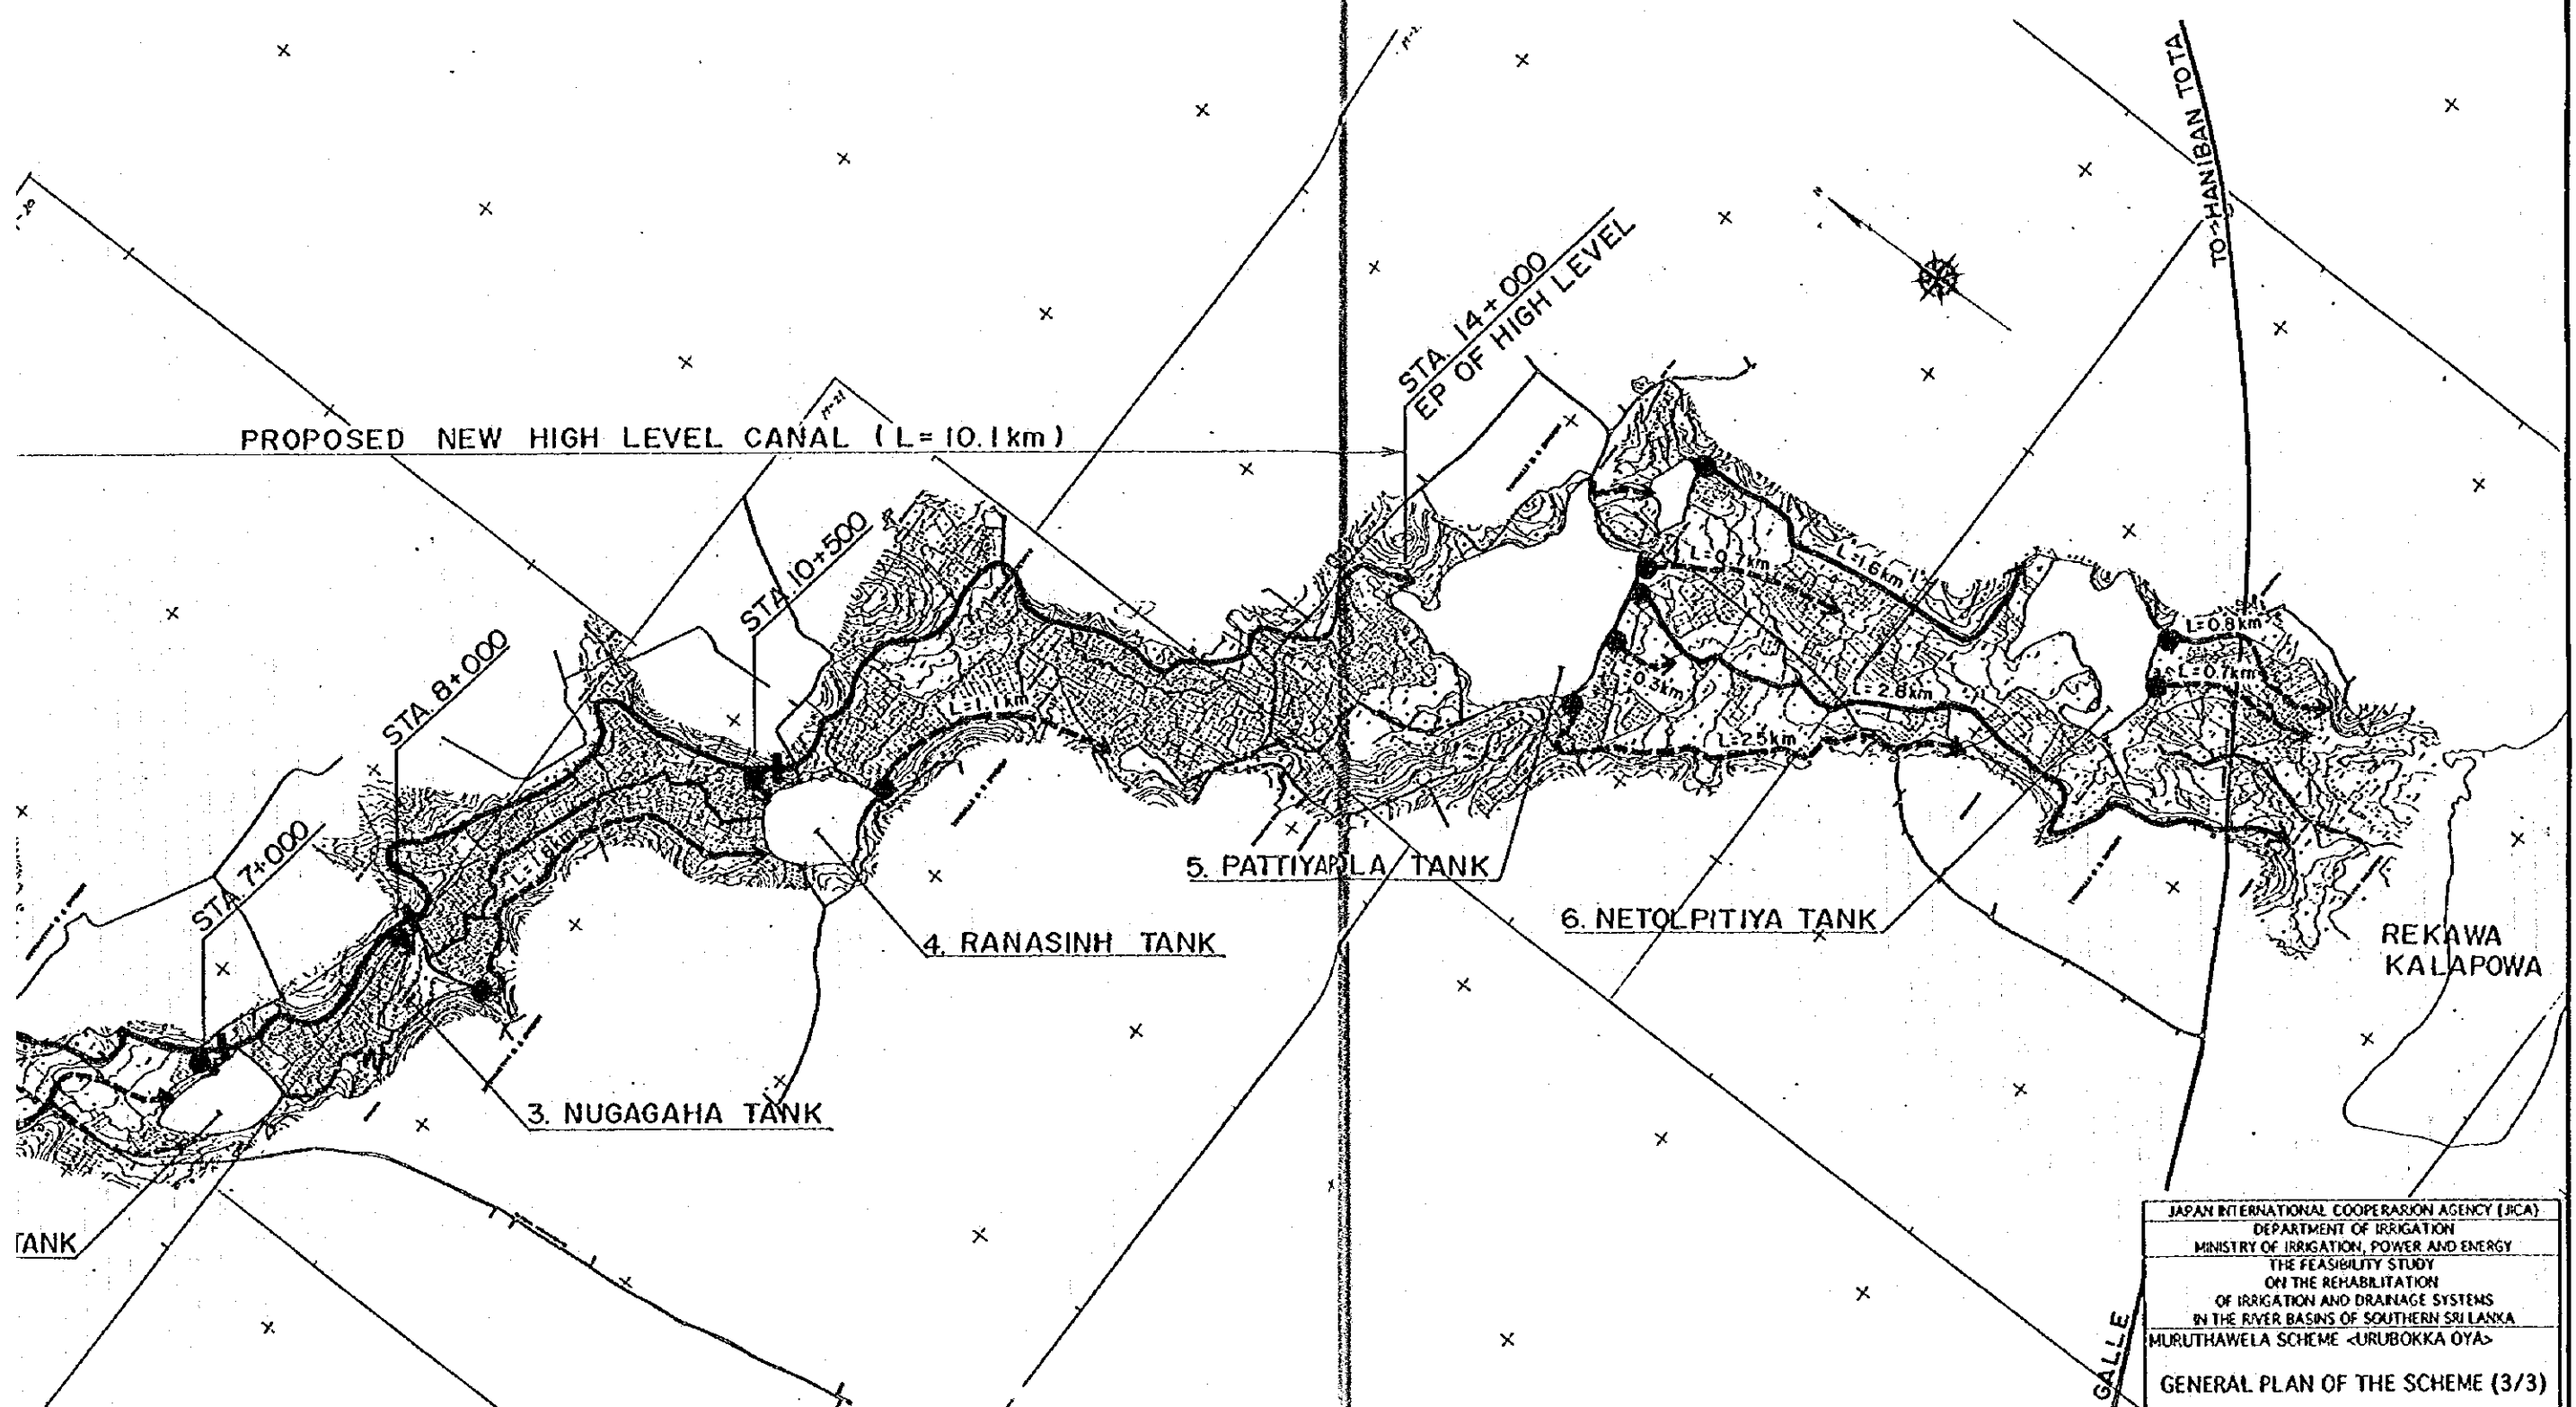 TO HANIBAN TOTA
STA. 14+000
EP OF HIGH LEVEL
PROPOSED NEW HIGH LEVEL CANAL (L=10.1km)
M-21
N
STA. 10+500
STA. 8+000
STA. 7+000
L=0.7km
L=1.6km
L=0.8km
L=0.7km
L=0.3km
L=2.8km
L=2.5km
L=1.1km
L=1.8km
5. PATTIYAPLA TANK
6. NETOLPITIYA TANK
4. RANASINH TANK
3. NUGAGAHA TANK
TANK
REKAWA
KALAPOWA
GALLE
JAPAN INTERNATIONAL COOPERARION AGENCY (JICA)
DEPARTMENT OF IRRIGATION
MINISTRY OF IRRIGATION, POWER AND ENERGY
THE FEASIBILITY STUDY
ON THE REHABILITATION
OF IRRIGATION AND DRAINAGE SYSTEMS
IN THE RIVER BASINS OF SOUTHERN SRI LANKA
MURUTHAWELA SCHEME <URUBOKKA OYA>
GENERAL PLAN OF THE SCHEME (3/3)